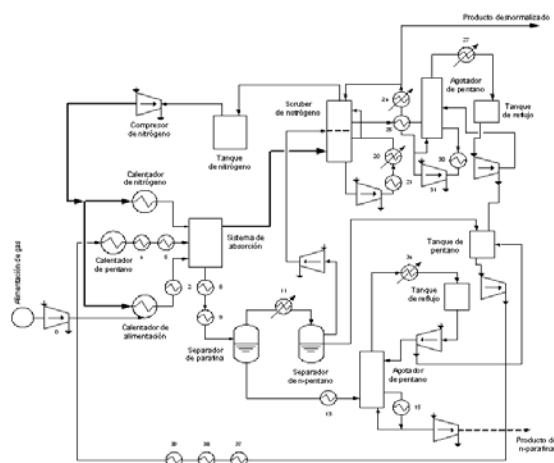 Producto desnormalizado
27
Agotador
de pentano
Scruber
de netrógeno
Tanque
de reflujo
Compresor
de nitrógeno
Tanque
de nitrógeno
Calentador
de nitrógeno
Sistema
de absorción
Calentador
de pentano
Alimentación de gas
Calentador de
alimentación
Tanque de
pentano
Tanque
de reflujo
Separador
de parafina
Separador
de n-pentano
Agotador
de pentano
Producto de
n-parafina